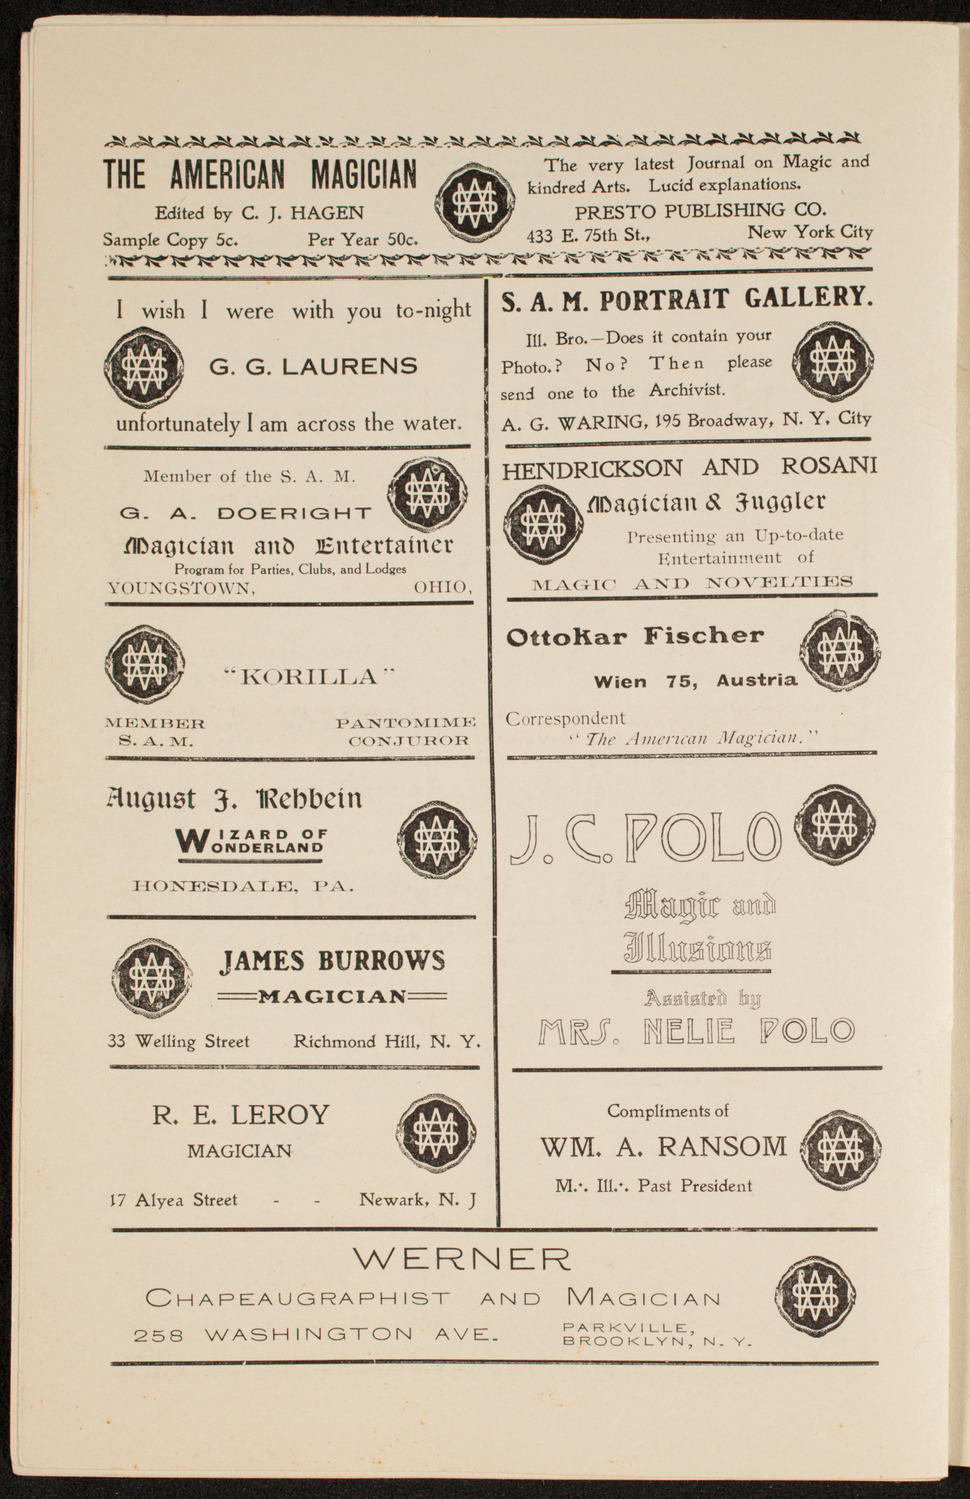 THE AMERICAN MAGICIAN
Edited by C. J. HAGEN
Sample Copy 5c. Per Year 50c.
The very latest Journal on Magic and
kindred Arts. Lucid explanations.
PRESTO PUBLISHING CO.
433 E. 75th St., New York City
I wish I were with you to-night
G. G. LAURENS
unfortunately I am across the water.
Member of the S. A. M.
G. A. DOERIGHT
Magician and Entertainer
Program for Parties, Clubs, and Lodges
YOUNGSTOWN, OHIO,
"KORILLA"
MEMBER PANTOMIME
S. A. M. CONJUROR
August J. Rehbein
WIZARD OF
WONDERLAND
HONESDALE, PA.
JAMES BURROWS
MAGICIAN
33 Welling Street Richmond Hill, N. Y.
R. E. LEROY
MAGICIAN
17 Alyea Street - - Newark, N. J
S. A. M. PORTRAIT GALLERY.
Ill. Bro.—Does it contain your
Photo.? No? Then please
send one to the Archivist.
A. G. WARING, 195 Broadway, N. Y. City
HENDRICKSON AND ROSANI
Magician & Juggler
Presenting an Up-to-date
Entertainment of
MAGIC AND NOVELTIES
OttoKar Fischer
Wien 75, Austria
Correspondent
"The American Magician."
J. C. POLO
Magic and
Illusions
Assisted by
MRS. NELIE POLO
Compliments of
WM. A. RANSOM
M.·. Ill.·. Past President
WERNER
CHAPEAUGRAPHIST AND MAGICIAN
258 WASHINGTON AVE. PARKVILLE,
BROOKLYN, N. Y.